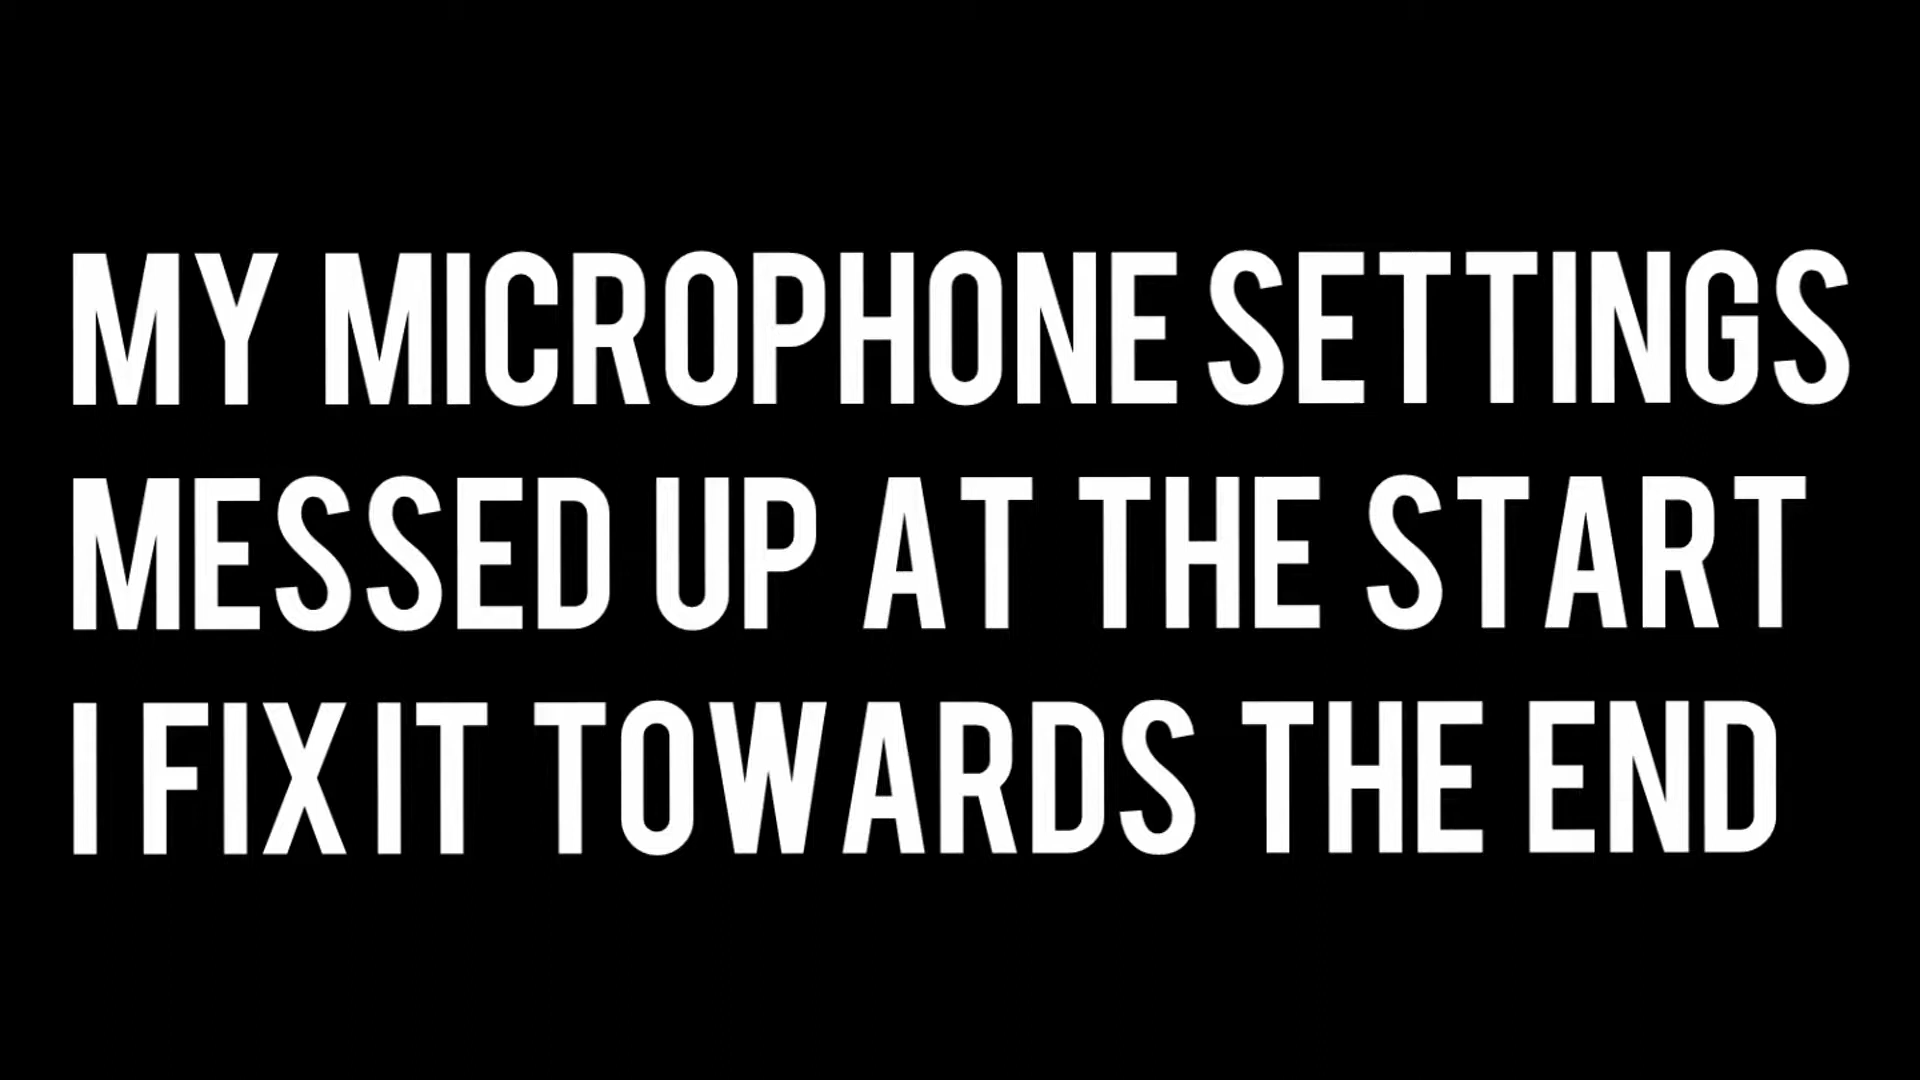 MY MICROPHONE SETTINGS
MESSED UP AT THE START
I FIX IT TOWARDS THE END